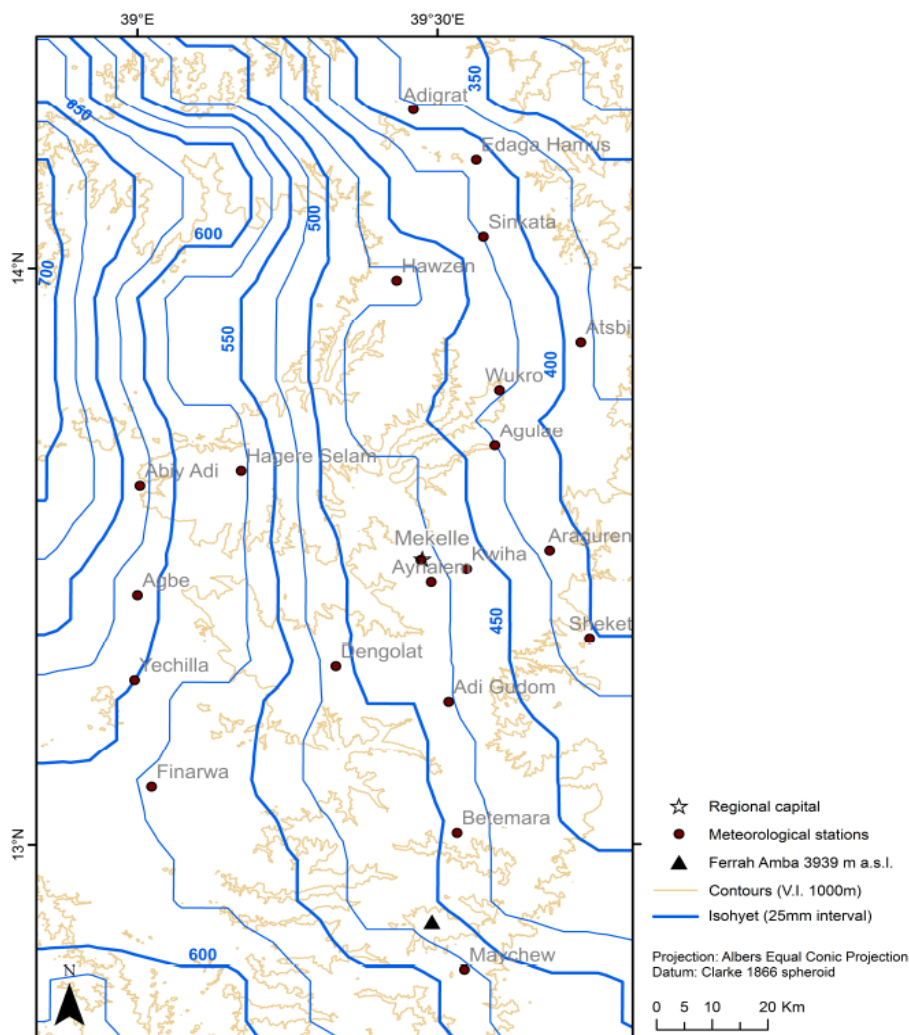 39°E
39°30'
350
Adigrat
650
Edaga Hamus
500
Sinkata
600
14°N
Hawzen
700
550
Atsbi
400
Wukro
Agulae
Hagere Selam
Abiy Adi
Mekelle
Araguren
Kwiha
Aynalem
Agbe
450
Sheket
Dengolat
Yechilla
Adi Gudom
Finarwa
Regional capital
Betemara
Meteorological stations
13°N
Ferrah Amba 3939 m a.s.l.
Contours (V.I. 1000m)
Isohyet (25mm interval)
600
Maychew
Projection: Albers Equal Conic Projection
N
Datum: Clarke 1866 spheroid
0 5 10 20 Km